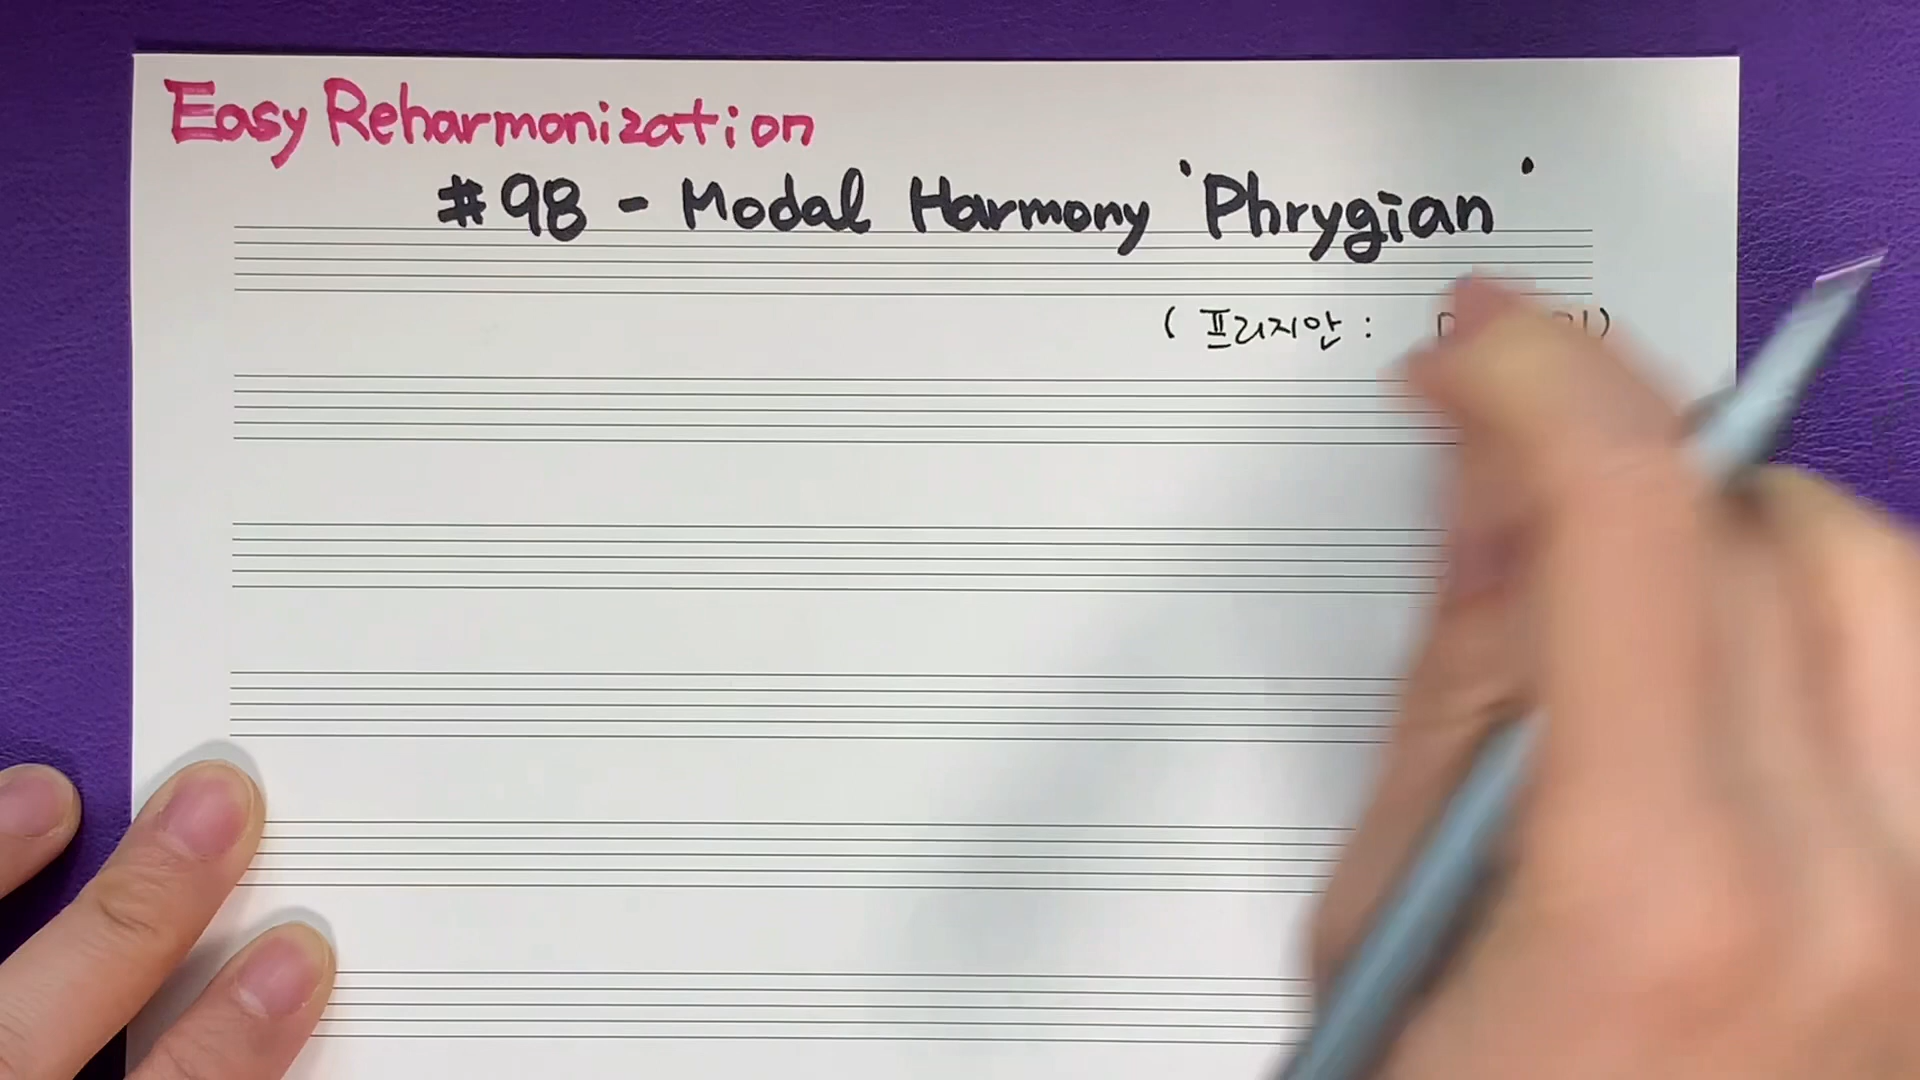 Easy Reharmonization
#98 - Modal Harmony 'Phrygian'
( 프리지안 : )